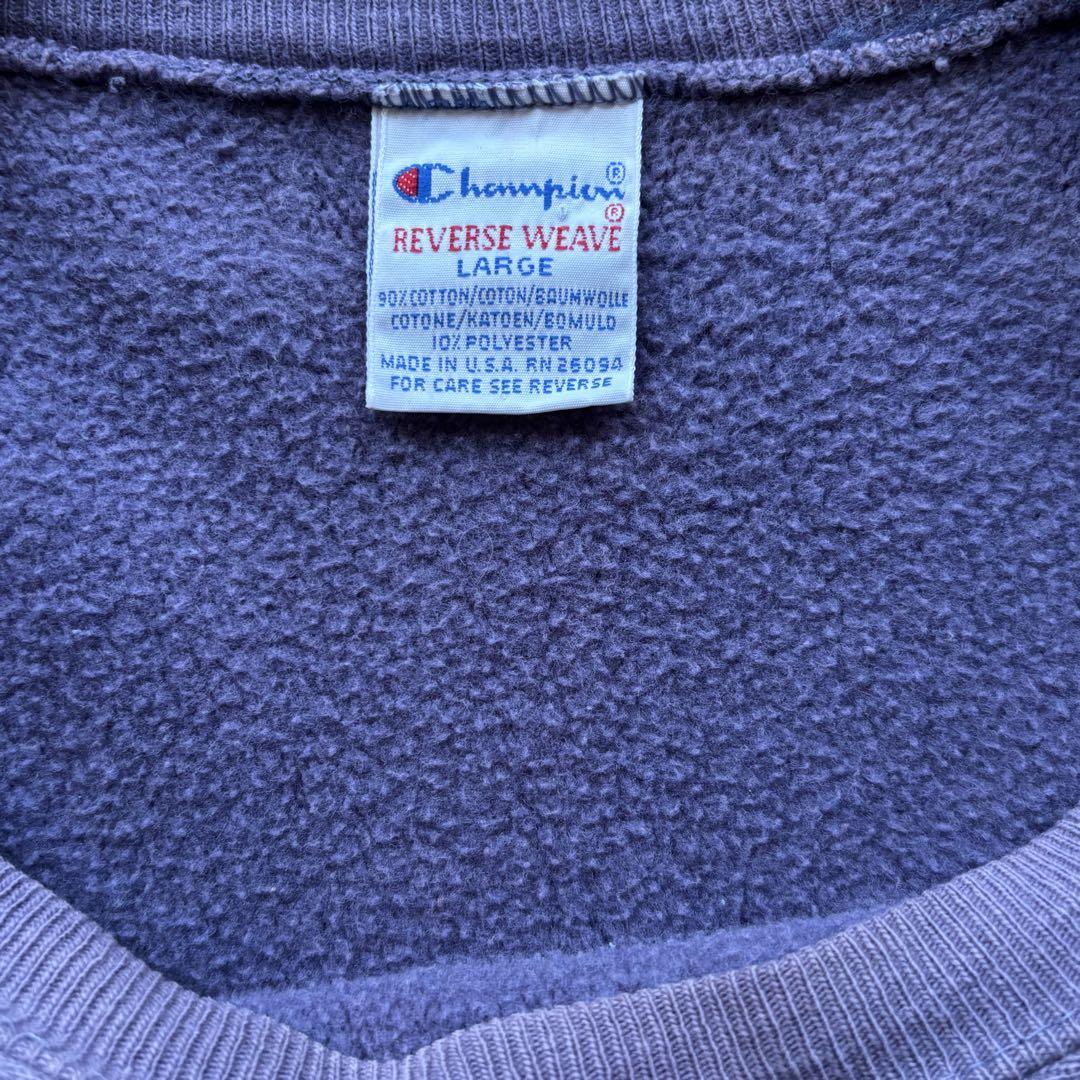 Champion®
REVERSE WEAVE®
LARGE
90% COTTON/COTON/BAUMWOLLE
COTONE/KATOEN/BOMULD
10% POLYESTER
MADE IN U.S.A. RN 26094
FOR CARE SEE REVERSE